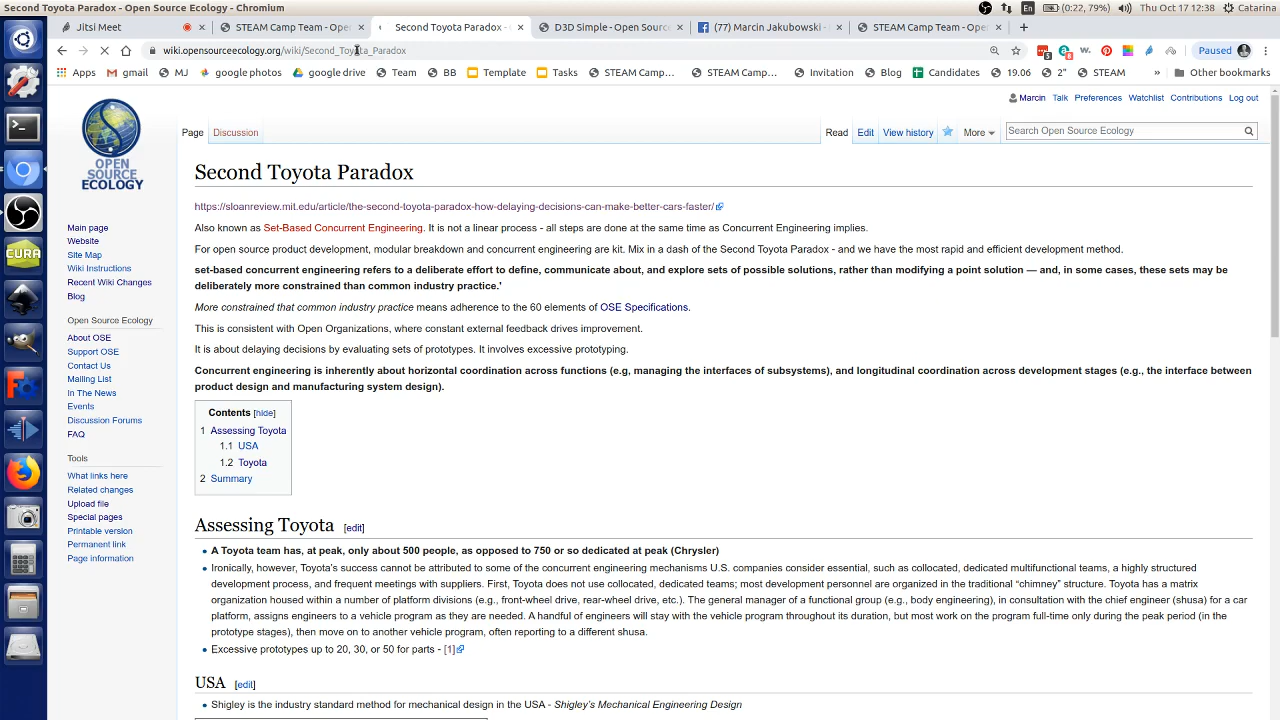 Second Toyota Paradox - Open Source Ecology - Chromium
En (0:22, 79%) Thu Oct 17 12:38 Catarina
Jitsi Meet × STEAM Camp Team - Ope × Second Toyota Paradox - × D3D Simple - Open Source × (77) Marcin Jakubowski - × STEAM Camp Team - Ope × +
wiki.opensourceecology.org/wiki/Second_Toyota_Paradox Paused
Apps gmail MJ google photos google drive Team BB Template Tasks STEAM Camp... STEAM Camp... Invitation Blog Candidates 19.06 2" STEAM » Other bookmarks
Marcin Talk Preferences Watchlist Contributions Log out
Page Discussion Read Edit View history More Search Open Source Ecology
OPEN
SOURCE
ECOLOGY
Main page
Website
Site Map
Wiki Instructions
Recent Wiki Changes
Blog
Open Source Ecology
About OSE
Support OSE
Contact Us
Mailing List
In The News
Events
Discussion Forums
FAQ
Tools
What links here
Related changes
Upload file
Special pages
Printable version
Permanent link
Page information
CURA
Second Toyota Paradox
https://sloanreview.mit.edu/article/the-second-toyota-paradox-how-delaying-decisions-can-make-better-cars-faster/
Also known as Set-Based Concurrent Engineering. It is not a linear process - all steps are done at the same time as Concurrent Engineering implies.
For open source product development, modular breakdown and concurrent engineering are kit. Mix in a dash of the Second Toyota Paradox - and we have the most rapid and efficient development method.
set-based concurrent engineering refers to a deliberate effort to define, communicate about, and explore sets of possible solutions, rather than modifying a point solution — and, in some cases, these sets may be
deliberately more constrained than common industry practice.'
More constrained that common industry practice means adherence to the 60 elements of OSE Specifications.
This is consistent with Open Organizations, where constant external feedback drives improvement.
It is about delaying decisions by evaluating sets of prototypes. It involves excessive prototyping.
Concurrent engineering is inherently about horizontal coordination across functions (e.g, managing the interfaces of subsystems), and longitudinal coordination across development stages (e.g., the interface between
product design and manufacturing system design).
Contents [hide]
1 Assessing Toyota
1.1 USA
1.2 Toyota
2 Summary
Assessing Toyota [edit]
• A Toyota team has, at peak, only about 500 people, as opposed to 750 or so dedicated at peak (Chrysler)
• Ironically, however, Toyota's success cannot be attributed to some of the concurrent engineering mechanisms U.S. companies consider essential, such as collocated, dedicated multifunctional teams, a highly structured
development process, and frequent meetings with suppliers. First, Toyota does not use collocated, dedicated teams; most development personnel are organized in the traditional “chimney” structure. Toyota has a matrix
organization housed within a number of platform divisions (e.g., front-wheel drive, rear-wheel drive, etc.). The general manager of a functional group (e.g., body engineering), in consultation with the chief engineer (shusa) for a car
platform, assigns engineers to a vehicle program as they are needed. A handful of engineers will stay with the vehicle program throughout its duration, but most work on the program full-time only during the peak period (in the
prototype stages), then move on to another vehicle program, often reporting to a different shusa.
• Excessive prototypes up to 20, 30, or 50 for parts - [1]
USA [edit]
• Shigley is the industry standard method for mechanical design in the USA - Shigley's Mechanical Engineering Design